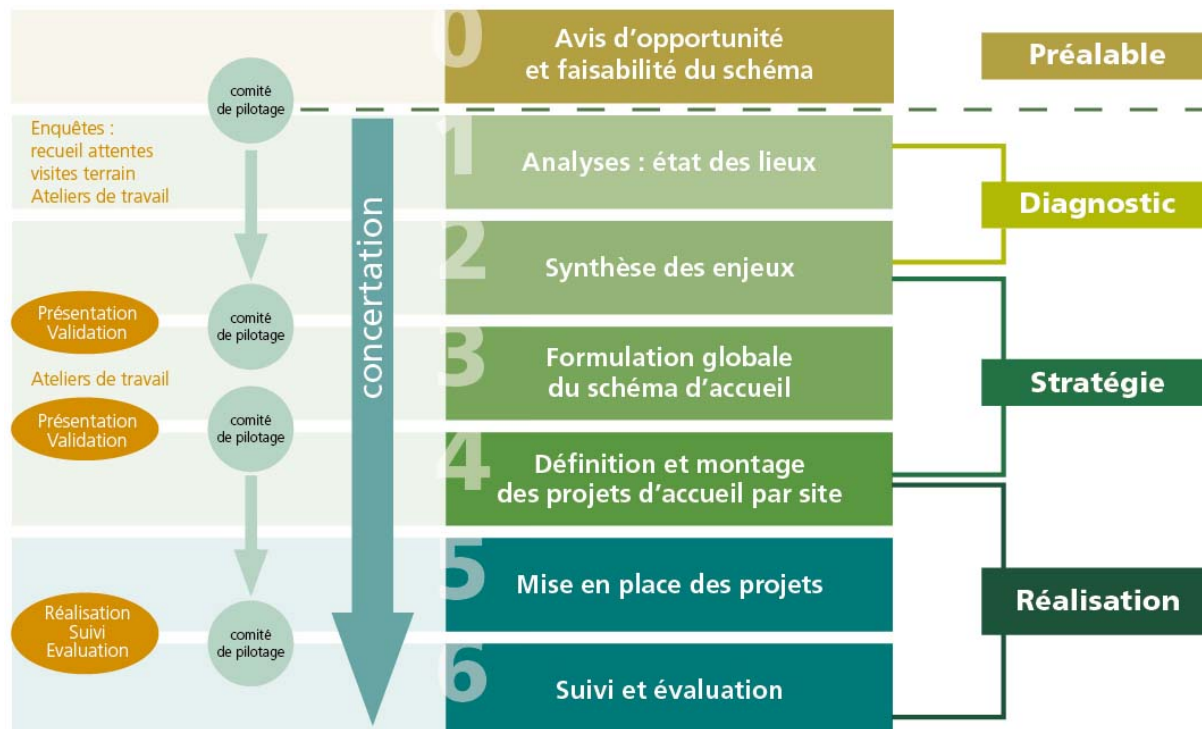 0
Avis d'opportunité
et faisabilité du schéma
Préalable
comité
de pilotage
Enquêtes :
recueil attentes
visites terrain
Ateliers de travail
1
Analyses : état des lieux
Diagnostic
concertation
2
Synthèse des enjeux
Présentation
Validation
comité
de pilotage
3
Formulation globale
du schéma d'accueil
Stratégie
Ateliers de travail
Présentation
Validation
comité
de pilotage
4
Définition et montage
des projets d'accueil par site
5
Mise en place des projets
Réalisation
Réalisation
Suivi
Evaluation
comité
de pilotage
6
Suivi et évaluation